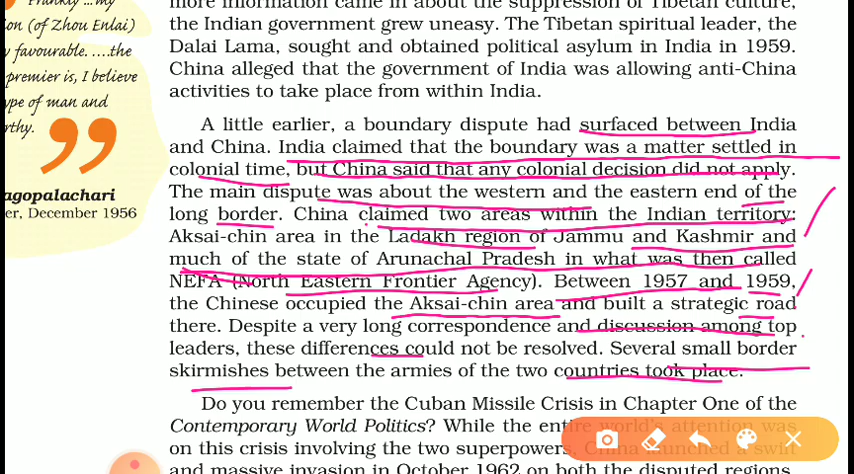 Frankly ...my
son (of Zhou Enlai)
y favourable. ....the
premier is, I believe
ype of man and
rthy.
”
agopalachari
er, December 1956
more information came in about the suppression of Tibetan culture,
the Indian government grew uneasy. The Tibetan spiritual leader, the
Dalai Lama, sought and obtained political asylum in India in 1959.
China alleged that the government of India was allowing anti-China
activities to take place from within India.
A little earlier, a boundary dispute had surfaced between India
and China. India claimed that the boundary was a matter settled in
colonial time, but China said that any colonial decision did not apply.
The main dispute was about the western and the eastern end of the
long border. China claimed two areas within the Indian territory:
Aksai-chin area in the Ladakh region of Jammu and Kashmir and
much of the state of Arunachal Pradesh in what was then called
NEFA (North Eastern Frontier Agency). Between 1957 and 1959,
the Chinese occupied the Aksai-chin area and built a strategic road
there. Despite a very long correspondence and discussion among top
leaders, these differences could not be resolved. Several small border
skirmishes between the armies of the two countries took place.
Do you remember the Cuban Missile Crisis in Chapter One of the
Contemporary World Politics? While the entire world's attention was
on this crisis involving the two superpowers, China launched a swift
and massive invasion in October 1962 on both the disputed regions.